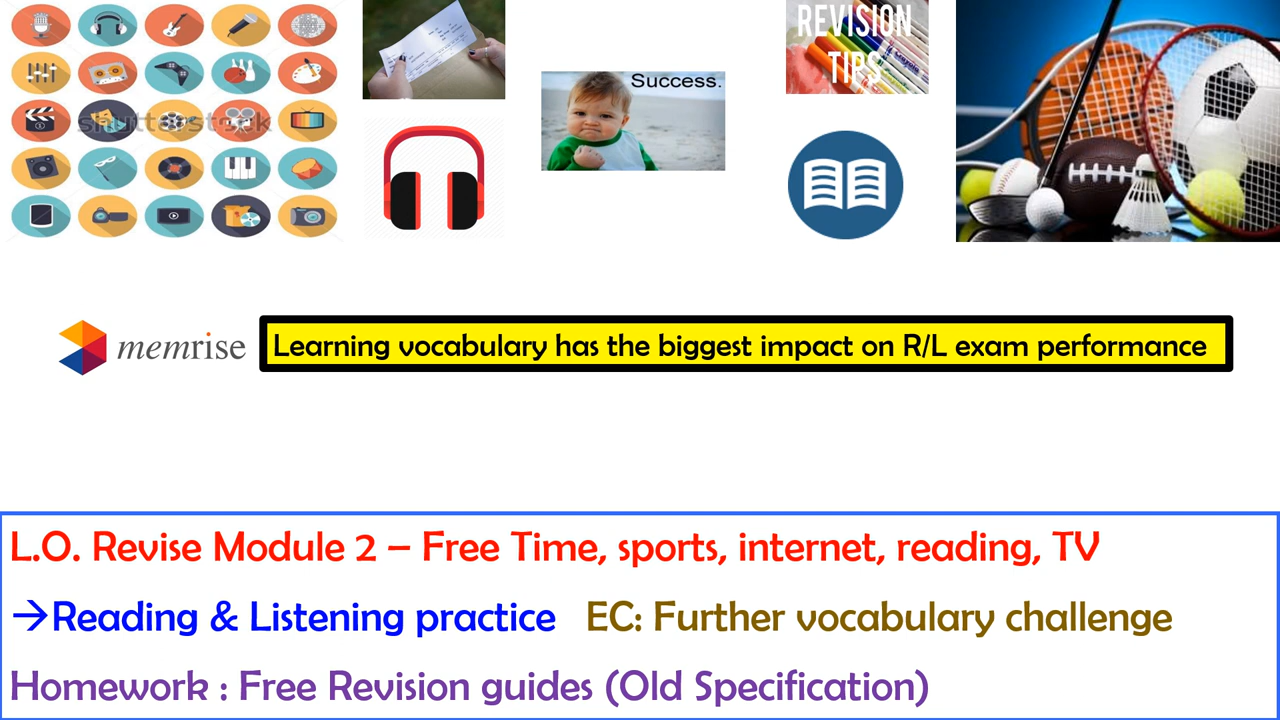 REVISION
TIPS
Success.
shutterstock
memrise
Learning vocabulary has the biggest impact on R/L exam performance
L.O. Revise Module 2 – Free Time, sports, internet, reading, TV
→Reading & Listening practice EC: Further vocabulary challenge
Homework : Free Revision guides (Old Specification)